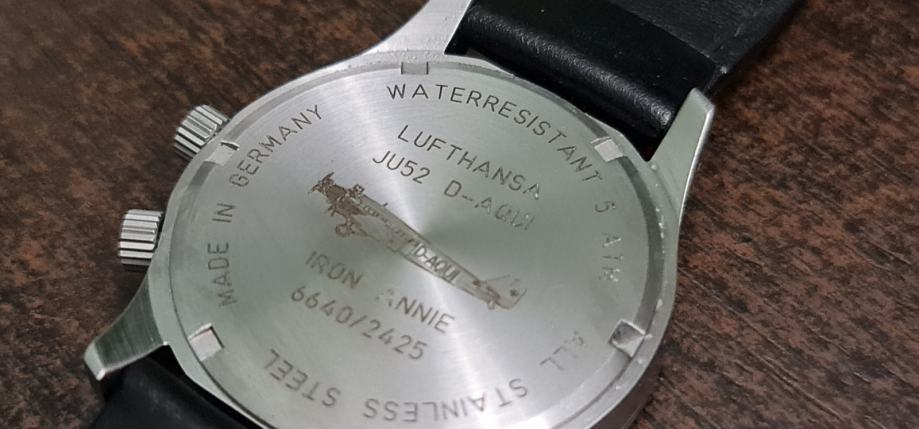 WATERRESISTANT 5 ATM
ALL STAINLESS STEEL
MADE IN GERMANY
LUFTHANSA
JU52 D-AQUI
D-AQUI
IRON ANNIE
6640/2425